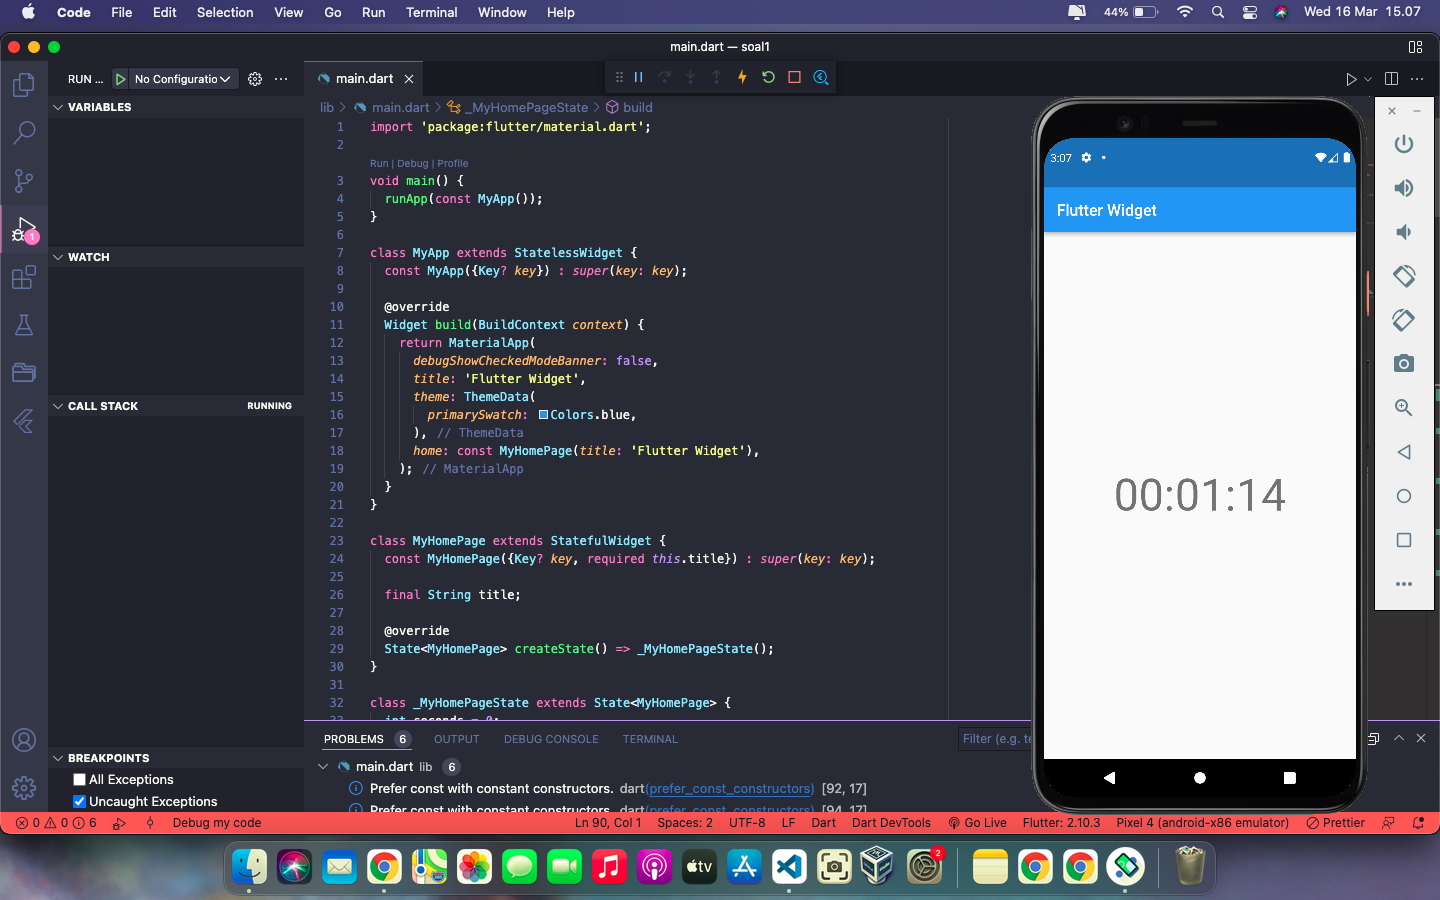 Code File Edit Selection View Go Run Terminal Window Help 44% Wed 16 Mar 15.07
main.dart — soal1
RUN ... No Configuratio
main.dart
VARIABLES
lib main.dart _MyHomePageState build
1 import 'package:flutter/material.dart';
2
Run | Debug | Profile
3 void main() {
4 runApp(const MyApp());
5 }
6
7 class MyApp extends StatelessWidget {
8 const MyApp({Key? key}) : super(key: key);
9
10 @override
11 Widget build(BuildContext context) {
12 return MaterialApp(
13 debugShowCheckedModeBanner: false,
14 title: 'Flutter Widget',
15 theme: ThemeData(
16 primarySwatch: Colors.blue,
17 ), // ThemeData
18 home: const MyHomePage(title: 'Flutter Widget'),
19 ); // MaterialApp
20 }
21 }
22
23 class MyHomePage extends StatefulWidget {
24 const MyHomePage({Key? key, required this.title}) : super(key: key);
25
26 final String title;
27
28 @override
29 State<MyHomePage> createState() => _MyHomePageState();
30 }
31
32 class _MyHomePageState extends State<MyHomePage> {
33 int seconds = 0;
1
WATCH
CALL STACK RUNNING
BREAKPOINTS
All Exceptions
Uncaught Exceptions
PROBLEMS 6 OUTPUT DEBUG CONSOLE TERMINAL Filter (e.g. te
main.dart lib 6
Prefer const with constant constructors. dart(prefer_const_constructors) [92, 17]
Prefer const with constant constructors. dart(prefer_const_constructors) [94, 17]
3:07
Flutter Widget
00:01:14
0 0 6 Debug my code Ln 90, Col 1 Spaces: 2 UTF-8 LF Dart Dart DevTools Go Live Flutter: 2.10.3 Pixel 4 (android-x86 emulator) Prettier
tv
2